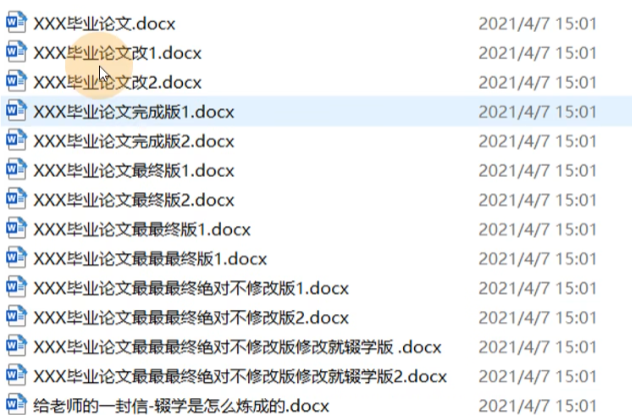 XXX毕业论文.docx 2021/4/7 15:01
XXX毕业论文改1.docx 2021/4/7 15:01
XXX毕业论文改2.docx 2021/4/7 15:01
XXX毕业论文完成版1.docx 2021/4/7 15:01
XXX毕业论文完成版2.docx 2021/4/7 15:01
XXX毕业论文最终版1.docx 2021/4/7 15:01
XXX毕业论文最终版2.docx 2021/4/7 15:01
XXX毕业论文最最终版1.docx 2021/4/7 15:01
XXX毕业论文最最最终版1.docx 2021/4/7 15:01
XXX毕业论文最最最终绝对不修改版1.docx 2021/4/7 15:01
XXX毕业论文最最最终绝对不修改版2.docx 2021/4/7 15:01
XXX毕业论文最最最终绝对不修改版修改就辍学版 .docx 2021/4/7 15:01
XXX毕业论文最最最终绝对不修改版修改就辍学版2.docx 2021/4/7 15:01
给老师的一封信-辍学是怎么炼成的.docx 2021/4/7 15:01